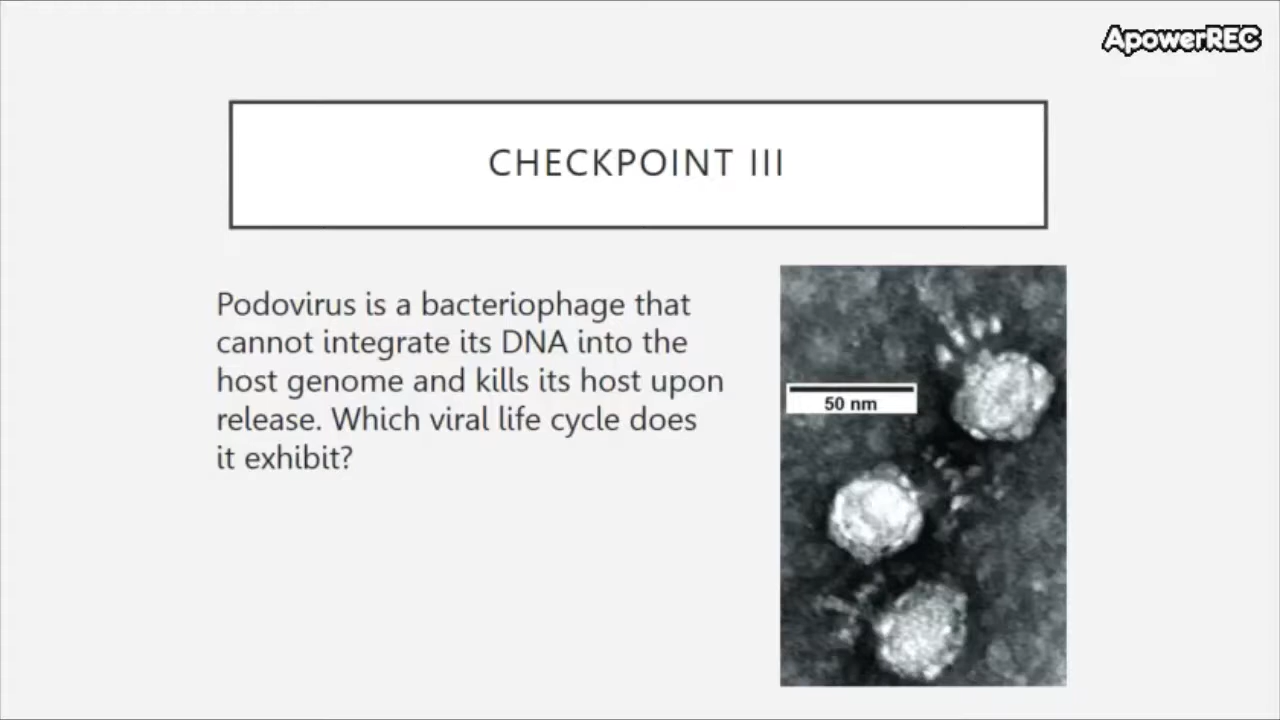 ApowerREC
CHECKPOINT III
Podovirus is a bacteriophage that
cannot integrate its DNA into the
host genome and kills its host upon
release. Which viral life cycle does
it exhibit?
50 nm